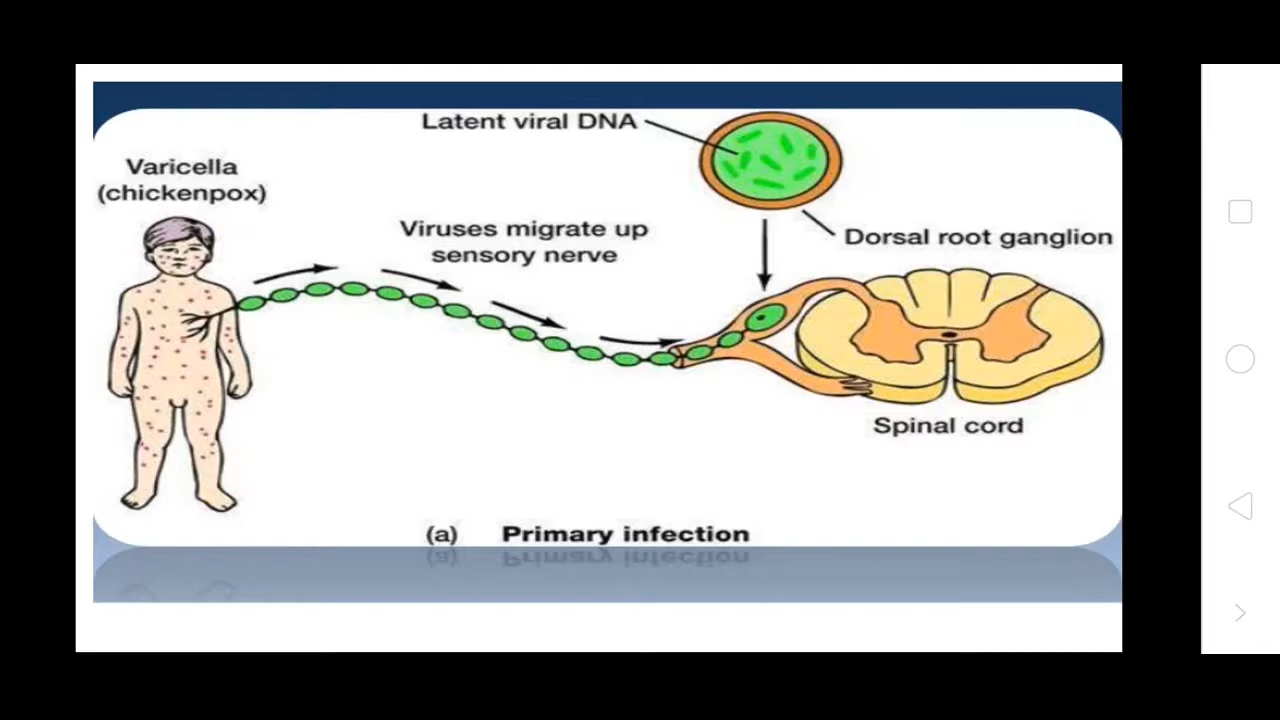 Latent viral DNA
Varicella
(chickenpox)
Viruses migrate up
sensory nerve
Dorsal root ganglion
Spinal cord
(a) Primary infection